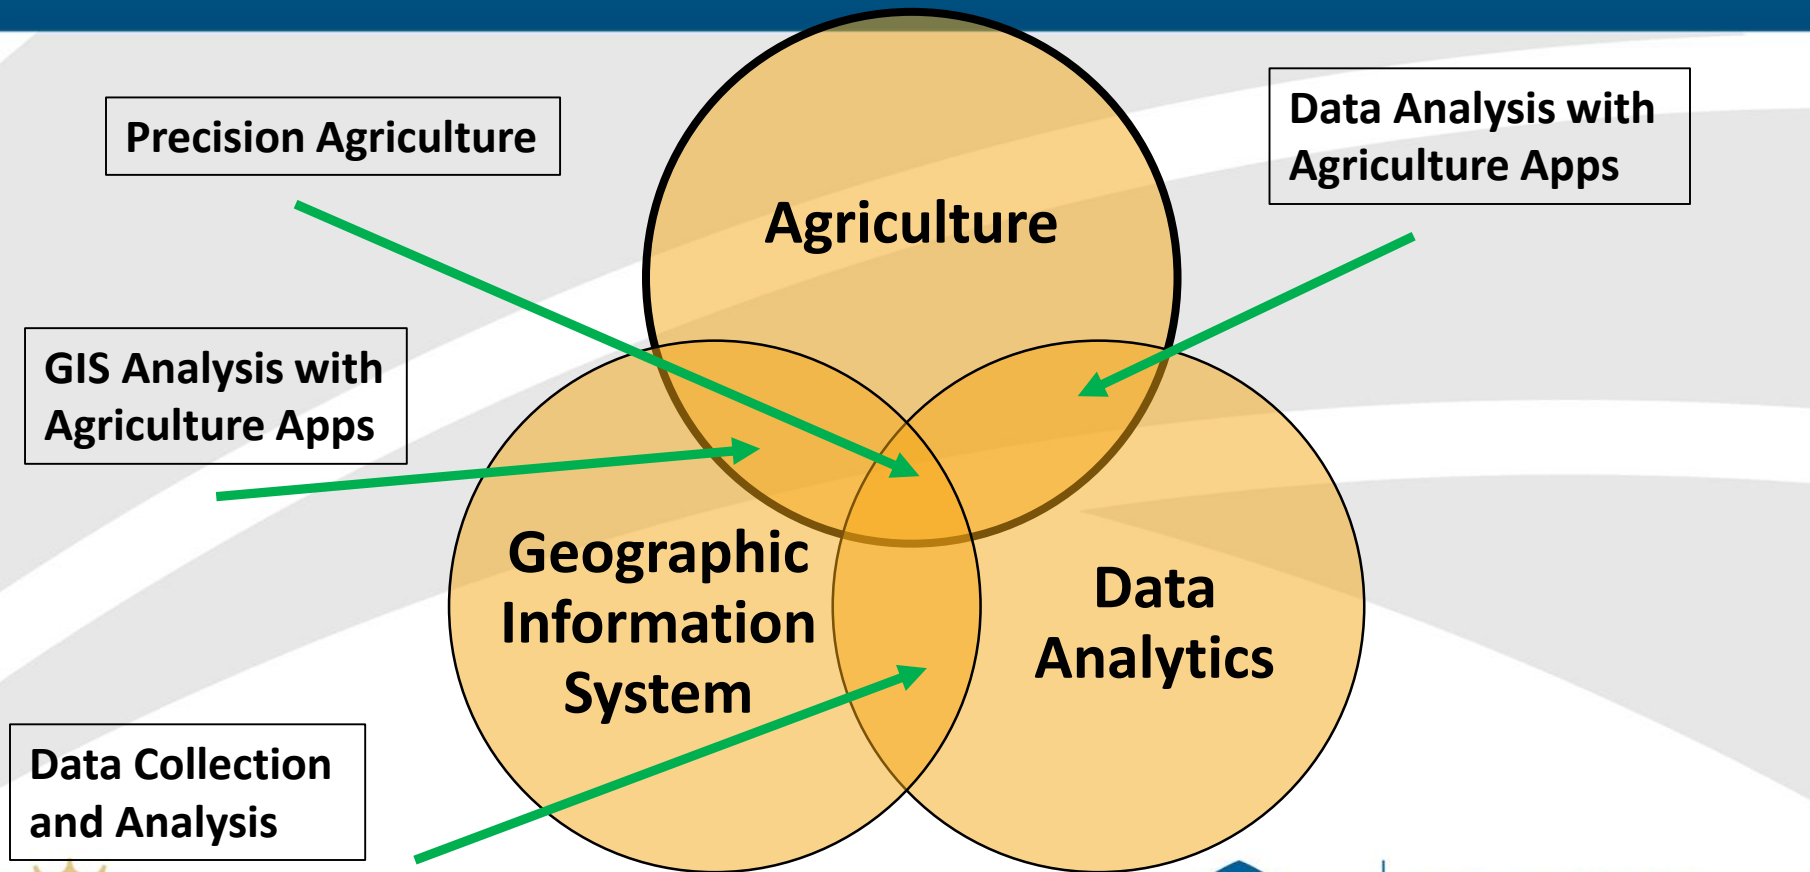 Precision Agriculture
Data Analysis with
Agriculture Apps
Agriculture
GIS Analysis with
Agriculture Apps
Geographic
Information
System
Data
Analytics
Data Collection
and Analysis